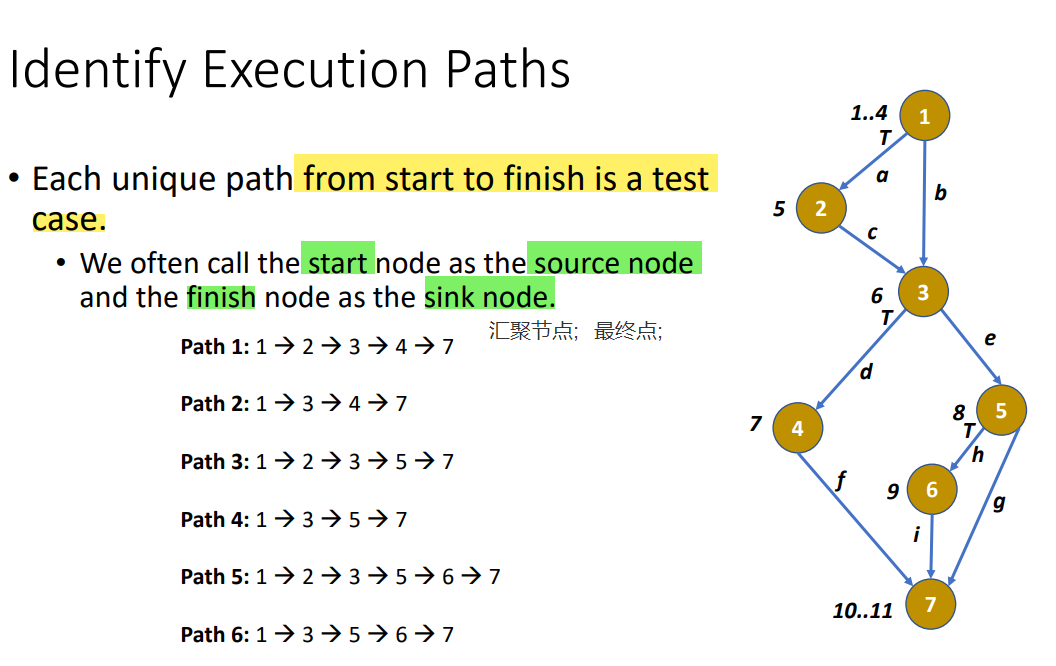 Identify Execution Paths
• Each unique path from start to finish is a test
case.
• We often call the start node as the source node
and the finish node as the sink node.
汇聚节点; 最终点;
Path 1: 1 → 2 → 3 → 4 → 7
Path 2: 1 → 3 → 4 → 7
Path 3: 1 → 2 → 3 → 5 → 7
Path 4: 1 → 3 → 5 → 7
Path 5: 1 → 2 → 3 → 5 → 6 → 7
Path 6: 1 → 3 → 5 → 6 → 7
1..4
1
T
a
b
5
2
c
6
3
T
d
e
7
4
8
5
T
h
f
9
6
g
i
10..11
7